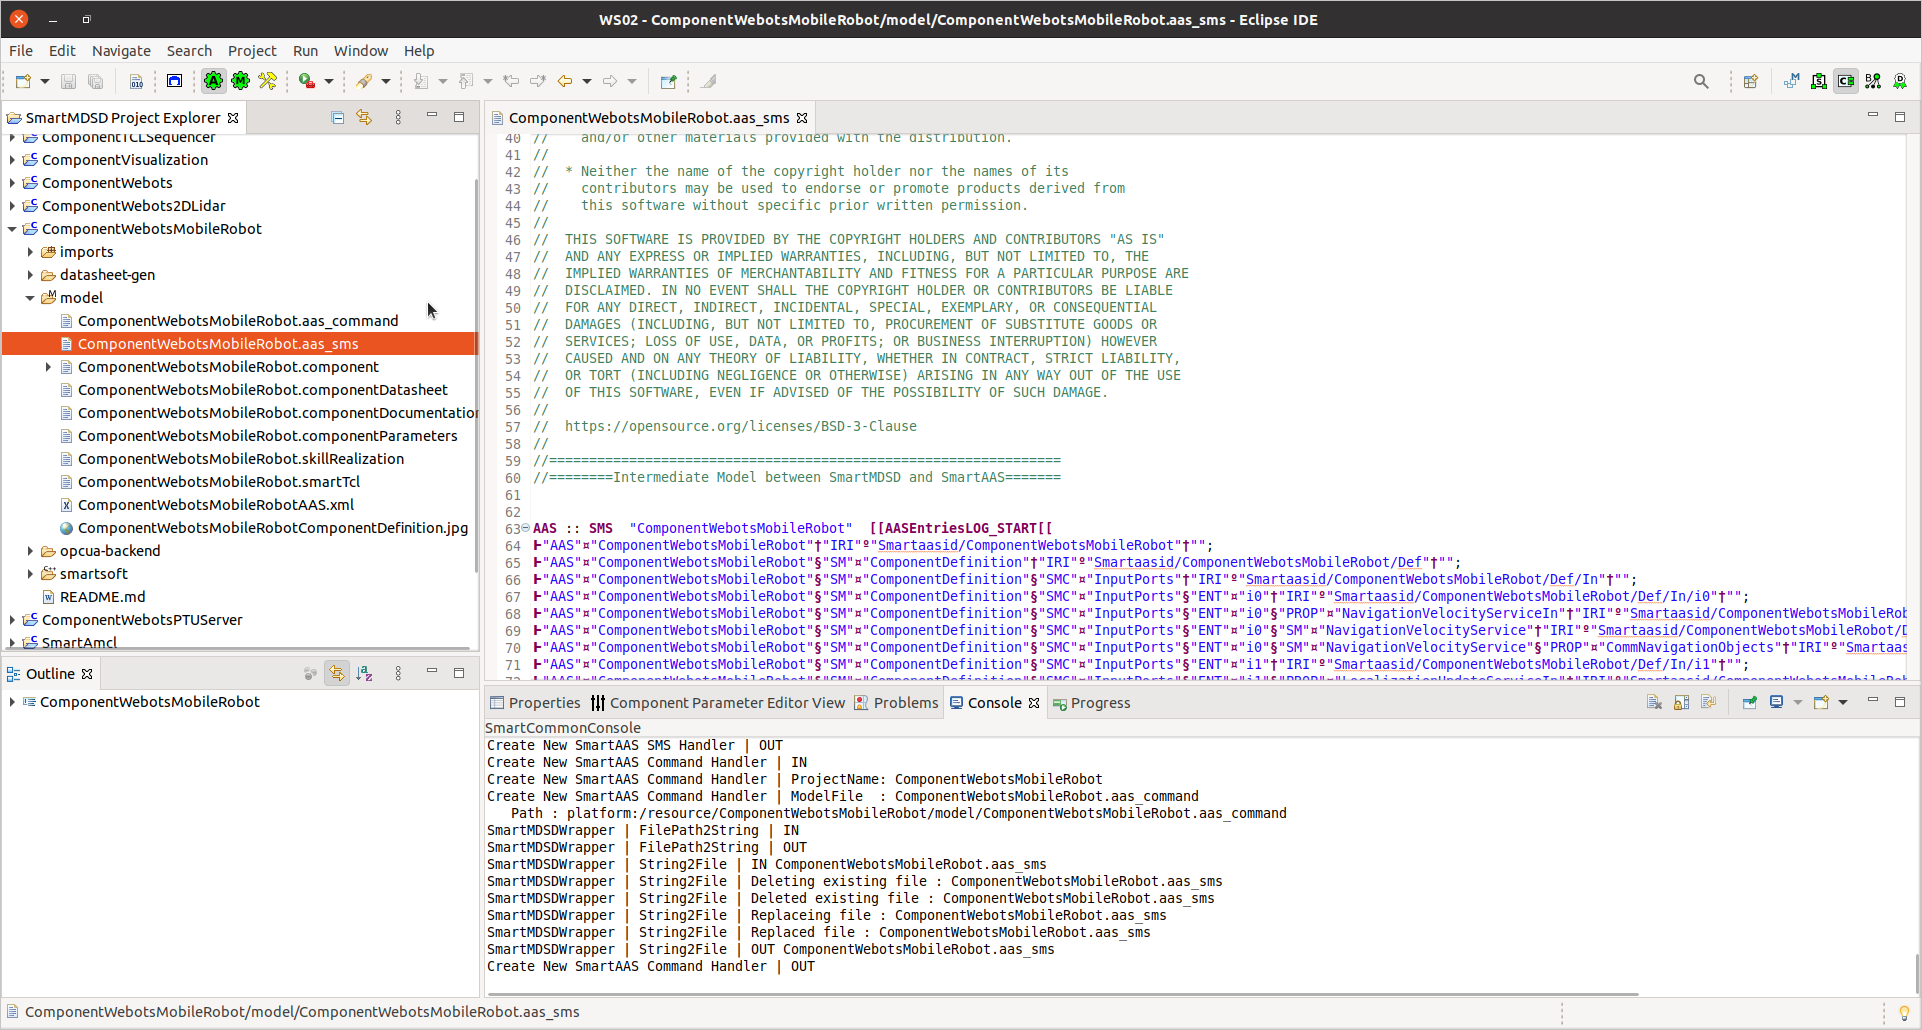 WS02 - ComponentWebotsMobileRobot/model/ComponentWebotsMobileRobot.aas_sms - Eclipse IDE
File Edit Navigate Search Project Run Window Help
SmartMDSD Project Explorer
ComponentTCLSequencer
ComponentVisualization
ComponentWebots
ComponentWebots2DLidar
ComponentWebotsMobileRobot
imports
datasheet-gen
model
ComponentWebotsMobileRobot.aas_command
ComponentWebotsMobileRobot.aas_sms
ComponentWebotsMobileRobot.component
ComponentWebotsMobileRobot.componentDatasheet
ComponentWebotsMobileRobot.componentDocumentation
ComponentWebotsMobileRobot.componentParameters
ComponentWebotsMobileRobot.skillRealization
ComponentWebotsMobileRobot.smartTcl
ComponentWebotsMobileRobotAAS.xml
ComponentWebotsMobileRobotComponentDefinition.jpg
opcua-backend
smartsoft
README.md
ComponentWebotsPTUServer
SmartAmcl
Outline
ComponentWebotsMobileRobot
ComponentWebotsMobileRobot.aas_sms
40 //    and/or other materials provided with the distribution.
41 //
42 //  * Neither the name of the copyright holder nor the names of its
43 //    contributors may be used to endorse or promote products derived from
44 //    this software without specific prior written permission.
45 //
46 //  THIS SOFTWARE IS PROVIDED BY THE COPYRIGHT HOLDERS AND CONTRIBUTORS "AS IS"
47 //  AND ANY EXPRESS OR IMPLIED WARRANTIES, INCLUDING, BUT NOT LIMITED TO, THE
48 //  IMPLIED WARRANTIES OF MERCHANTABILITY AND FITNESS FOR A PARTICULAR PURPOSE ARE
49 //  DISCLAIMED. IN NO EVENT SHALL THE COPYRIGHT HOLDER OR CONTRIBUTORS BE LIABLE
50 //  FOR ANY DIRECT, INDIRECT, INCIDENTAL, SPECIAL, EXEMPLARY, OR CONSEQUENTIAL
51 //  DAMAGES (INCLUDING, BUT NOT LIMITED TO, PROCUREMENT OF SUBSTITUTE GOODS OR
52 //  SERVICES; LOSS OF USE, DATA, OR PROFITS; OR BUSINESS INTERRUPTION) HOWEVER
53 //  CAUSED AND ON ANY THEORY OF LIABILITY, WHETHER IN CONTRACT, STRICT LIABILITY,
54 //  OR TORT (INCLUDING NEGLIGENCE OR OTHERWISE) ARISING IN ANY WAY OUT OF THE USE
55 //  OF THIS SOFTWARE, EVEN IF ADVISED OF THE POSSIBILITY OF SUCH DAMAGE.
56 //
57 //  https://opensource.org/licenses/BSD-3-Clause
58 //
59 //================================================================
60 //========Intermediate Model between SmartMDSD and SmartAAS=======
61
62
63 AAS :: SMS  "ComponentWebotsMobileRobot"  [[AASEntriesLOG_START[[
64 Ⱶ"AAS"¤"ComponentWebotsMobileRobot"†"IRI"º"Smartaasid/ComponentWebotsMobileRobot"†"";
65 Ⱶ"AAS"¤"ComponentWebotsMobileRobot"§"SM"¤"ComponentDefinition"†"IRI"º"Smartaasid/ComponentWebotsMobileRobot/Def"†"";
66 Ⱶ"AAS"¤"ComponentWebotsMobileRobot"§"SM"¤"ComponentDefinition"§"SMC"¤"InputPorts"†"IRI"º"Smartaasid/ComponentWebotsMobileRobot/Def/In"†"";
67 Ⱶ"AAS"¤"ComponentWebotsMobileRobot"§"SM"¤"ComponentDefinition"§"SMC"¤"InputPorts"§"ENT"¤"i0"†"IRI"º"Smartaasid/ComponentWebotsMobileRobot/Def/In/i0"†"";
68 Ⱶ"AAS"¤"ComponentWebotsMobileRobot"§"SM"¤"ComponentDefinition"§"SMC"¤"InputPorts"§"ENT"¤"i0"§"PROP"¤"NavigationVelocityServiceIn"†"IRI"º"Smartaasid/ComponentWebotsMobileRob
69 Ⱶ"AAS"¤"ComponentWebotsMobileRobot"§"SM"¤"ComponentDefinition"§"SMC"¤"InputPorts"§"ENT"¤"i0"§"SM"¤"NavigationVelocityService"†"IRI"º"Smartaasid/ComponentWebotsMobileRobot/D
70 Ⱶ"AAS"¤"ComponentWebotsMobileRobot"§"SM"¤"ComponentDefinition"§"SMC"¤"InputPorts"§"ENT"¤"i0"§"SM"¤"NavigationVelocityService"§"PROP"¤"CommNavigationObjects"†"IRI"º"Smartaas
71 Ⱶ"AAS"¤"ComponentWebotsMobileRobot"§"SM"¤"ComponentDefinition"§"SMC"¤"InputPorts"§"ENT"¤"i1"†"IRI"º"Smartaasid/ComponentWebotsMobileRobot/Def/In/i1"†"";
Properties Component Parameter Editor View Problems Console Progress
SmartCommonConsole
Create New SmartAAS SMS Handler | OUT
Create New SmartAAS Command Handler | IN
Create New SmartAAS Command Handler | ProjectName: ComponentWebotsMobileRobot
Create New SmartAAS Command Handler | ModelFile  : ComponentWebotsMobileRobot.aas_command
   Path : platform:/resource/ComponentWebotsMobileRobot/model/ComponentWebotsMobileRobot.aas_command
SmartMDSDWrapper | FilePath2String | IN
SmartMDSDWrapper | FilePath2String | OUT
SmartMDSDWrapper | String2File | IN ComponentWebotsMobileRobot.aas_sms
SmartMDSDWrapper | String2File | Deleting existing file : ComponentWebotsMobileRobot.aas_sms
SmartMDSDWrapper | String2File | Deleted existing file : ComponentWebotsMobileRobot.aas_sms
SmartMDSDWrapper | String2File | Replaceing file : ComponentWebotsMobileRobot.aas_sms
SmartMDSDWrapper | String2File | Replaced file : ComponentWebotsMobileRobot.aas_sms
SmartMDSDWrapper | String2File | OUT ComponentWebotsMobileRobot.aas_sms
Create New SmartAAS Command Handler | OUT
ComponentWebotsMobileRobot/model/ComponentWebotsMobileRobot.aas_sms